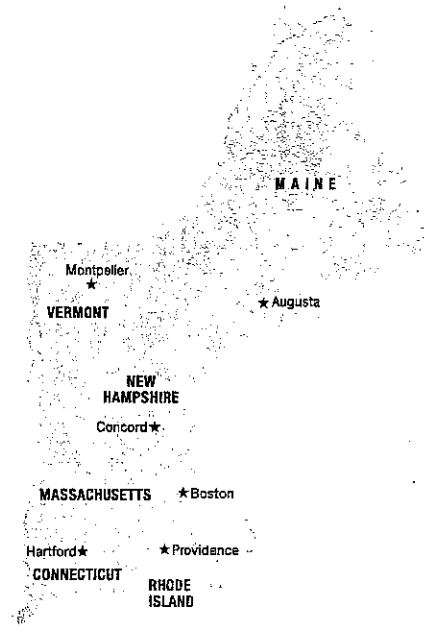 MAINE
Montpelier
★
VERMONT
★Augusta
NEW
HAMPSHIRE
Concord★
MASSACHUSETTS
★Boston
Hartford★
★Providence
CONNECTICUT
RHODE
ISLAND